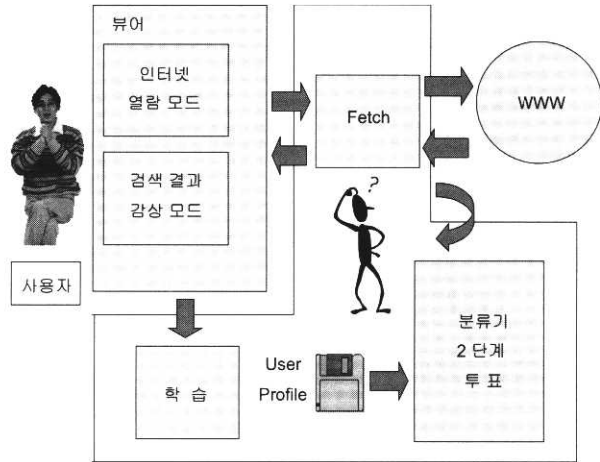 뷰어
인터넷
열람 모드
검색 결과
감상 모드
Fetch
WWW
?
사용자
학 습
User
Profile
분류기
2 단계
투 표